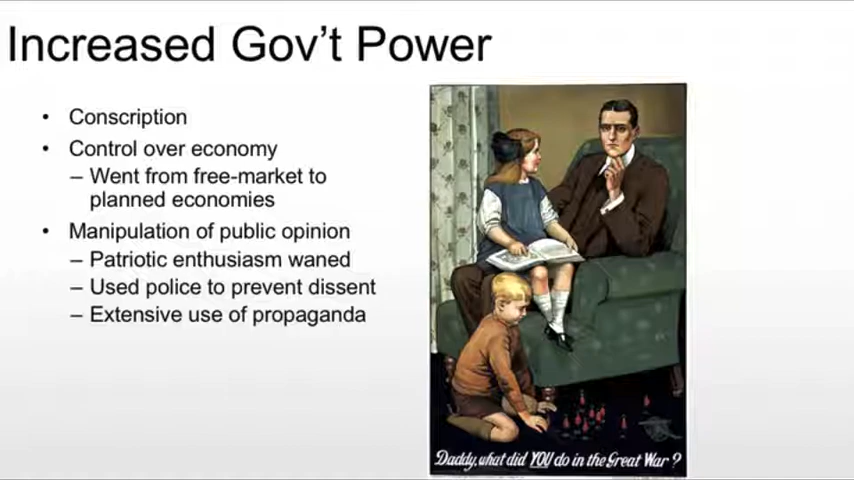 Increased Gov't Power
• Conscription
• Control over economy
– Went from free-market to
planned economies
• Manipulation of public opinion
– Patriotic enthusiasm waned
– Used police to prevent dissent
– Extensive use of propaganda
Daddy, what did YOU do in the Great War?